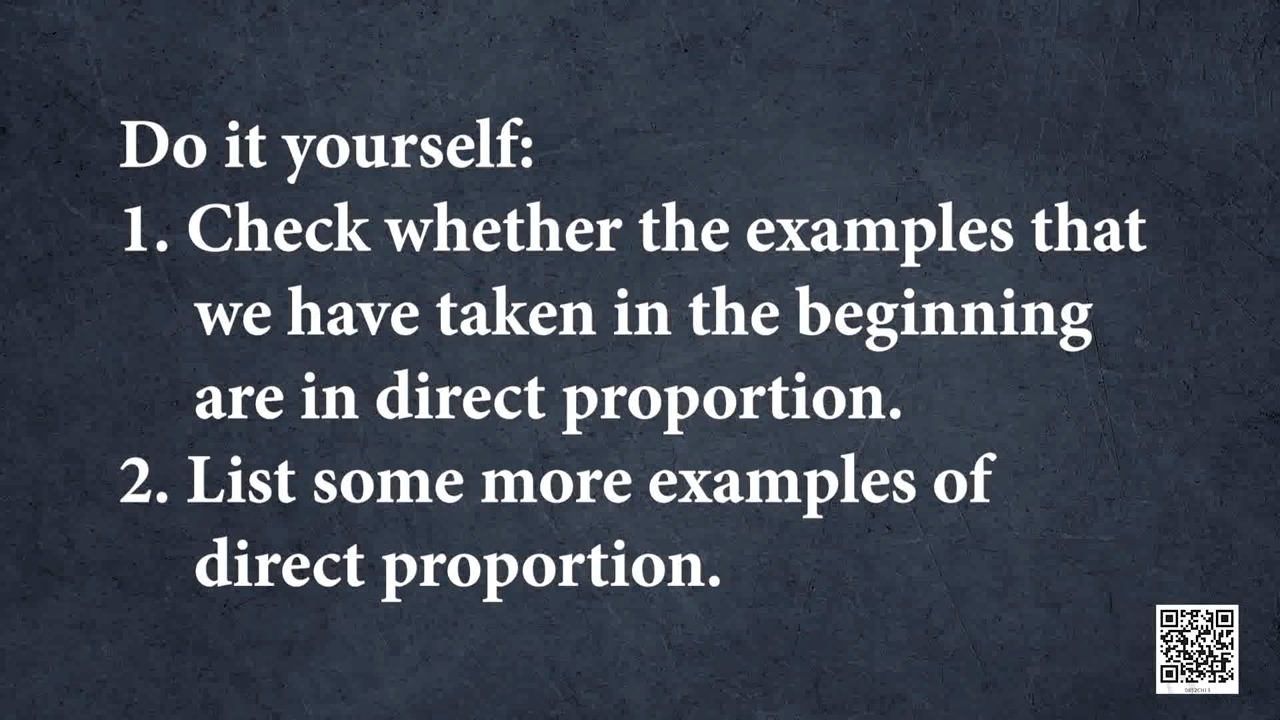 Do it yourself:
1. Check whether the examples that
we have taken in the beginning
are in direct proportion.
2. List some more examples of
direct proportion.